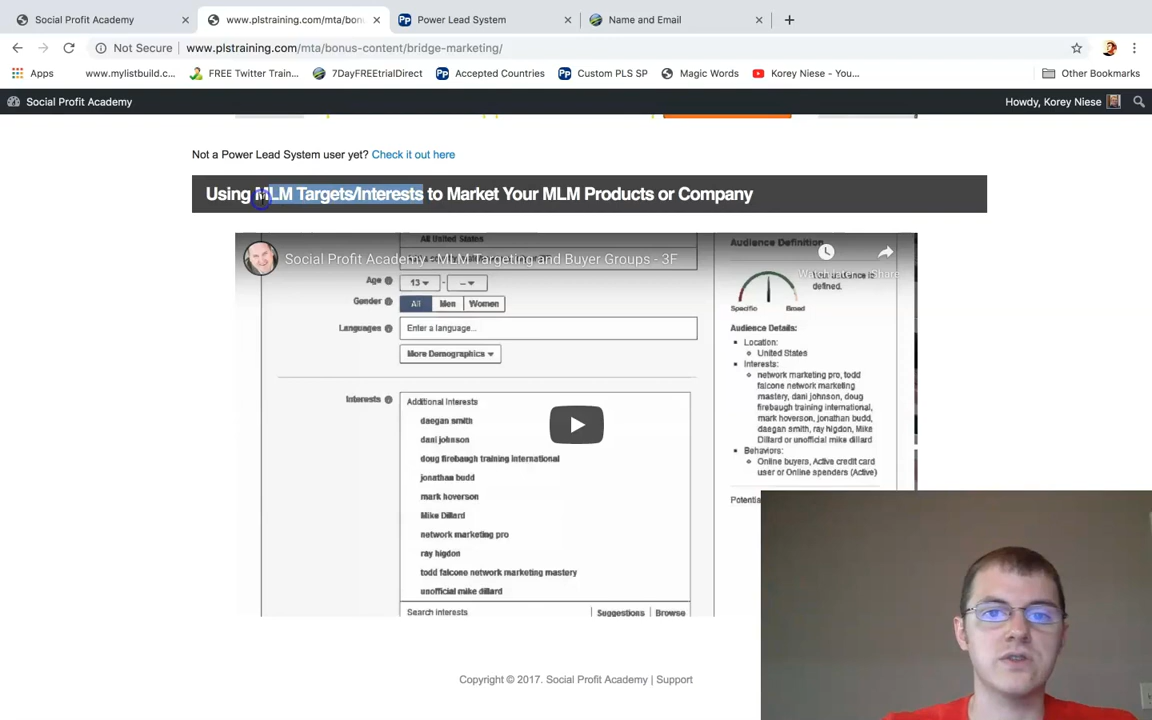 Social Profit Academy
www.plstraining.com/mta/bonu
Power Lead System
Name and Email
Not Secure
www.plstraining.com/mta/bonus-content/bridge-marketing/
Apps
www.mylistbuild.c...
FREE Twitter Train...
7DayFREEtrialDirect
Accepted Countries
Custom PLS SP
Magic Words
Korey Niese - You...
Other Bookmarks
Social Profit Academy
Howdy, Korey Niese
Not a Power Lead System user yet? Check it out here
Using MLM Targets/Interests to Market Your MLM Products or Company
All United States
Audience Definition
Social Profit Academy - MLM Targeting and Buyer Groups - 3F
Watch later
Share
Your audience is
defined.
Age
13
Gender
All
Men
Women
Specific
Broad
Languages
Enter a language...
Audience Details:
Location:
United States
More Demographics
Interests:
network marketing pro, todd
falcone network marketing
mastery, dani johnson, doug
firebaugh training international,
mark hoverson, jonathan budd,
daegan smith, ray higdon, Mike
Dillard or unofficial mike dillard
Behaviors:
Online buyers, Active credit card
user or Online spenders (Active)
Interests
Additional Interests
daegan smith
dani johnson
doug firebaugh training international
jonathan budd
mark hoverson
Mike Dillard
network marketing pro
ray higdon
todd falcone network marketing mastery
unofficial mike dillard
Search interests
Suggestions
Browse
Copyright © 2017. Social Profit Academy | Support